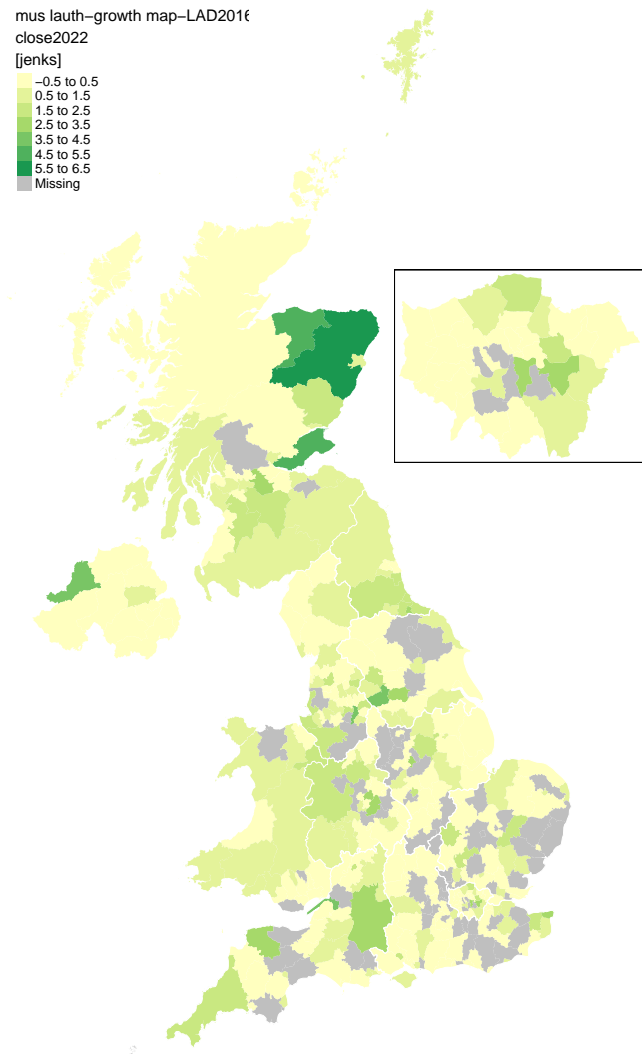 mus lauth−growth map−LAD2016
close2022
[jenks]
−0.5 to 0.5
0.5 to 1.5
1.5 to 2.5
2.5 to 3.5
3.5 to 4.5
4.5 to 5.5
5.5 to 6.5
Missing